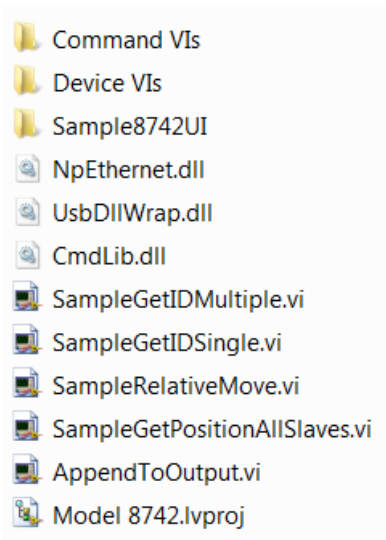 Command VIs
Device VIs
Sample8742UI
NpEthernet.dll
UsbDllWrap.dll
CmdLib.dll
SampleGetIDMultiple.vi
SampleGetIDSingle.vi
SampleRelativeMove.vi
SampleGetPositionAllSlaves.vi
AppendToOutput.vi
Model 8742.lvproj